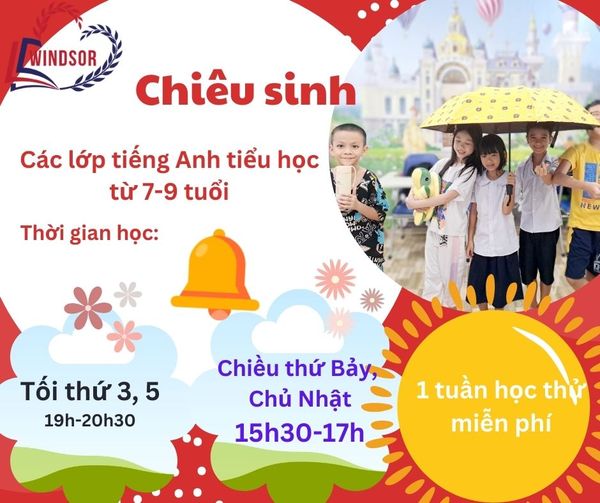 WINDSOR
Chiêu sinh
Các lớp tiếng Anh tiểu học
từ 7-9 tuổi
Thời gian học:
Tối thứ 3, 5
19h-20h30
Chiều thứ Bảy,
Chủ Nhật
15h30-17h
1 tuần học thử
miễn phí